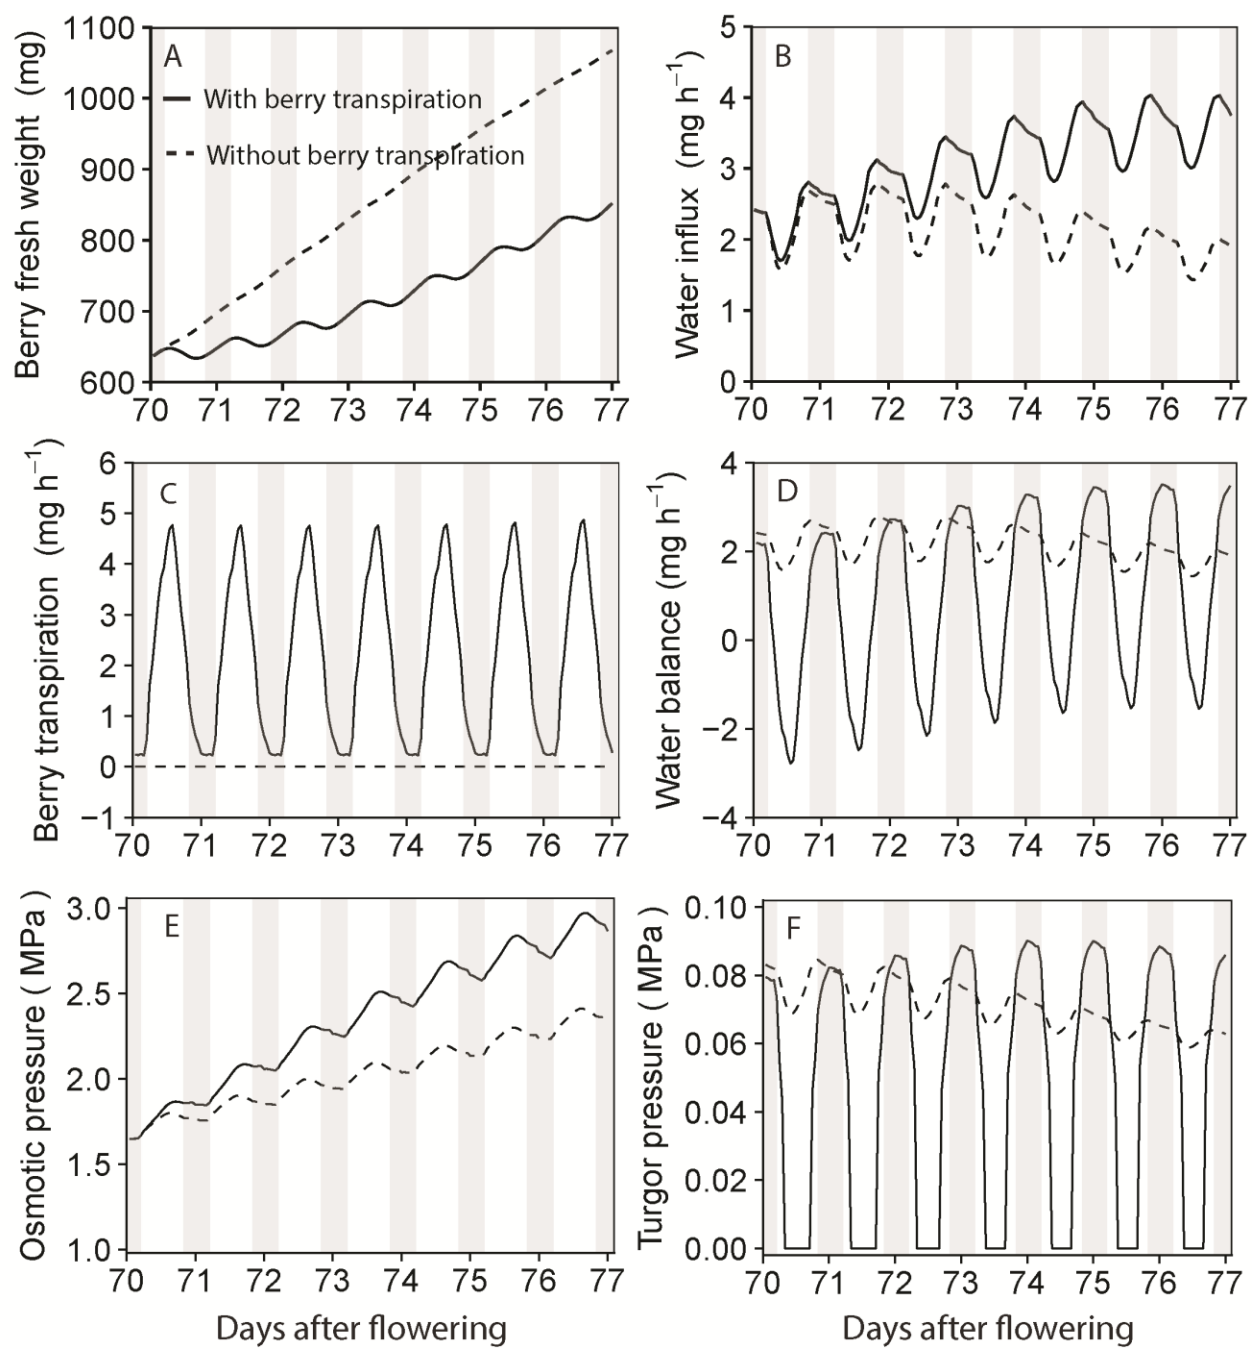 A
With berry transpiration
Without berry transpiration
Berry fresh weight (mg)
1100
1000
900
800
700
600
70 71 72 73 74 75 76 77
B
Water influx (mg h⁻¹)
5
4
3
2
1
0
70 71 72 73 74 75 76 77
C
Berry transpiration (mg h⁻¹)
6
5
4
3
2
1
0
−1
70 71 72 73 74 75 76 77
D
Water balance (mg h⁻¹)
4
2
0
−2
−4
70 71 72 73 74 75 76 77
E
Osmotic pressure ( MPa )
3.0
2.5
2.0
1.5
1.0
70 71 72 73 74 75 76 77
Days after flowering
F
Turgor pressure ( MPa )
0.10
0.08
0.06
0.04
0.02
0.00
70 71 72 73 74 75 76 77
Days after flowering